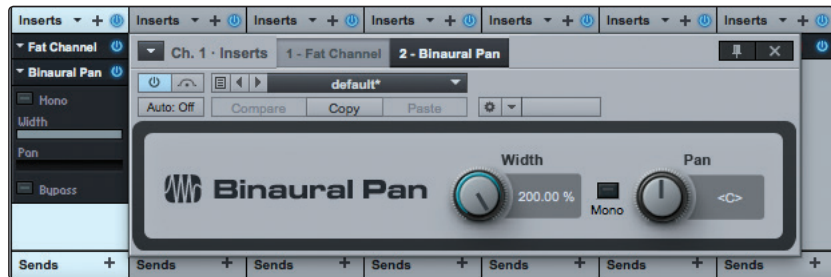 Inserts Inserts Inserts Inserts Inserts Inserts Inserts
Fat Channel
Binaural Pan
Mono
Width
Pan
Bypass
Ch. 1 · Inserts 1 - Fat Channel 2 - Binaural Pan
default*
Auto: Off Compare Copy Paste
Binaural Pan
Width
200.00 %
Mono
Pan
<C>
Sends + Sends + Sends + Sends + Sends + Sends + Sends +